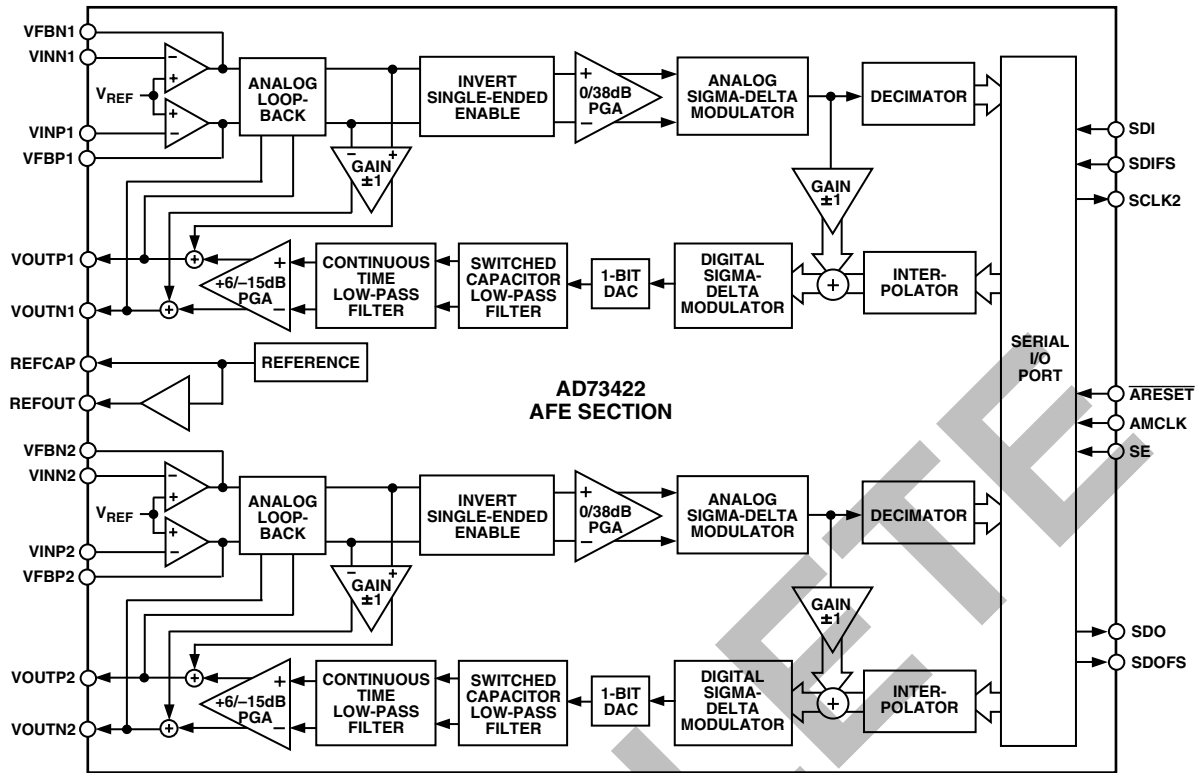 VFBN1
VINN1
VREF
VINP1
VFBP1
ANALOG
LOOP-
BACK
INVERT
SINGLE-ENDED
ENABLE
0/38dB
PGA
ANALOG
SIGMA-DELTA
MODULATOR
DECIMATOR
GAIN
±1
GAIN
±1
SDI
SDIFS
SCLK2
VOUTP1
VOUTN1
+6/–15dB
PGA
CONTINUOUS
TIME
LOW-PASS
FILTER
SWITCHED
CAPACITOR
LOW-PASS
FILTER
1-BIT
DAC
DIGITAL
SIGMA-
DELTA
MODULATOR
INTER-
POLATOR
SERIAL
I/O
PORT
REFCAP
REFERENCE
REFOUT
AD73422
AFE SECTION
ARESET
AMCLK
SE
VFBN2
VINN2
VREF
VINP2
VFBP2
ANALOG
LOOP-
BACK
INVERT
SINGLE-ENDED
ENABLE
0/38dB
PGA
ANALOG
SIGMA-DELTA
MODULATOR
DECIMATOR
GAIN
±1
GAIN
±1
SDO
SDOFS
VOUTP2
VOUTN2
+6/–15dB
PGA
CONTINUOUS
TIME
LOW-PASS
FILTER
SWITCHED
CAPACITOR
LOW-PASS
FILTER
1-BIT
DAC
DIGITAL
SIGMA-
DELTA
MODULATOR
INTER-
POLATOR